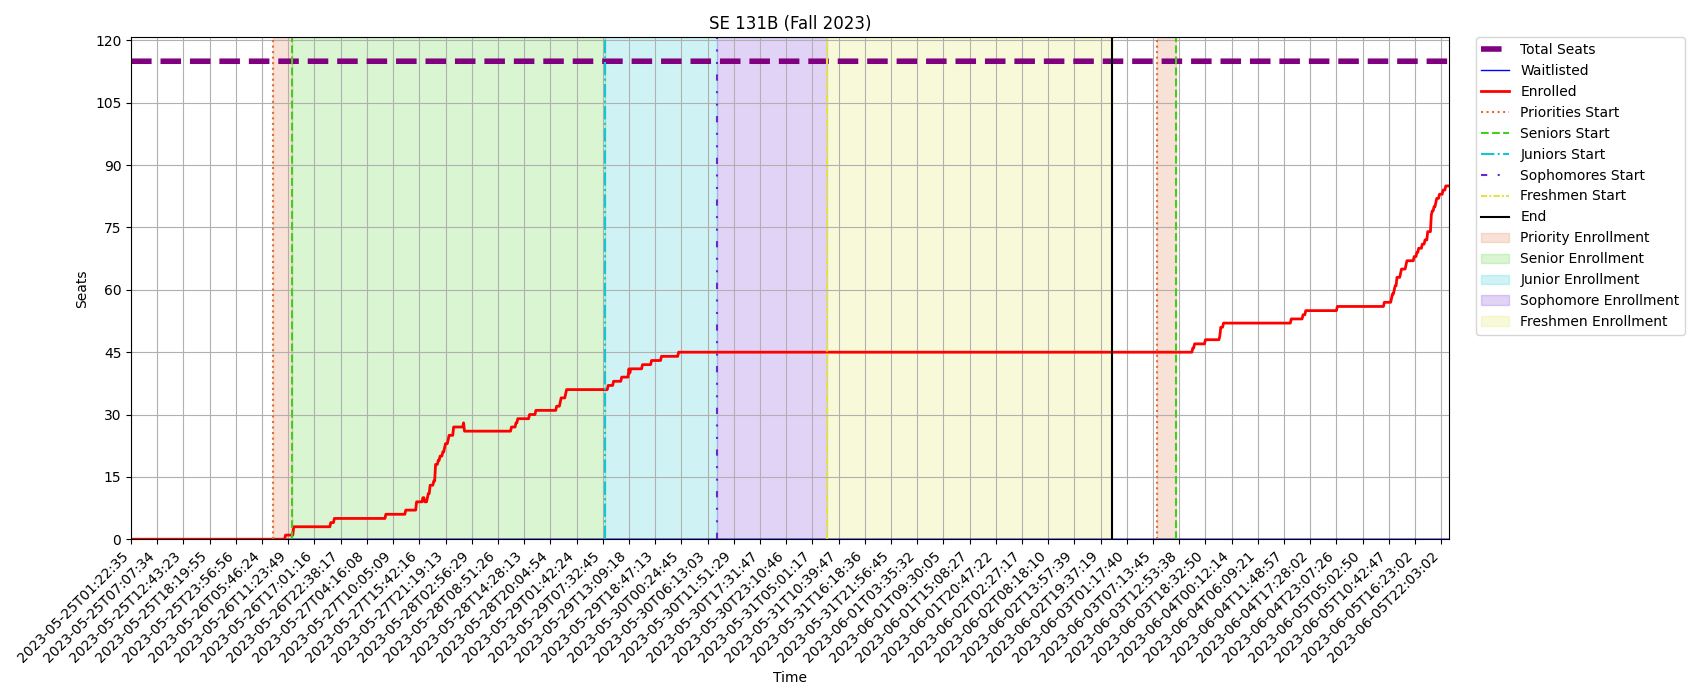 SE 131B (Fall 2023)
120
105
90
75
60
45
30
15
0
Seats
2023-05-25T01:22:35
2023-05-25T07:07:34
2023-05-25T12:43:23
2023-05-25T18:19:55
2023-05-25T23:56:56
2023-05-26T05:46:24
2023-05-26T11:23:49
2023-05-26T17:01:16
2023-05-26T22:38:17
2023-05-27T04:16:08
2023-05-27T10:05:09
2023-05-27T15:42:16
2023-05-27T21:19:13
2023-05-28T02:56:29
2023-05-28T08:51:26
2023-05-28T14:28:13
2023-05-28T20:04:54
2023-05-29T01:42:24
2023-05-29T07:32:45
2023-05-29T13:09:18
2023-05-29T18:47:13
2023-05-30T00:24:45
2023-05-30T06:13:03
2023-05-30T11:51:29
2023-05-30T17:31:47
2023-05-30T23:10:46
2023-05-31T05:01:17
2023-05-31T10:39:47
2023-05-31T16:18:36
2023-05-31T21:56:45
2023-06-01T03:35:32
2023-06-01T09:30:05
2023-06-01T15:08:27
2023-06-01T20:47:22
2023-06-02T02:27:17
2023-06-02T08:18:10
2023-06-02T13:57:39
2023-06-02T19:37:19
2023-06-03T01:17:40
2023-06-03T07:13:45
2023-06-03T12:53:38
2023-06-03T18:32:50
2023-06-04T00:12:14
2023-06-04T06:09:21
2023-06-04T11:48:57
2023-06-04T17:28:02
2023-06-04T23:07:26
2023-06-05T05:02:50
2023-06-05T10:42:47
2023-06-05T16:23:02
2023-06-05T22:03:02
Time
Total Seats
Waitlisted
Enrolled
Priorities Start
Seniors Start
Juniors Start
Sophomores Start
Freshmen Start
End
Priority Enrollment
Senior Enrollment
Junior Enrollment
Sophomore Enrollment
Freshmen Enrollment